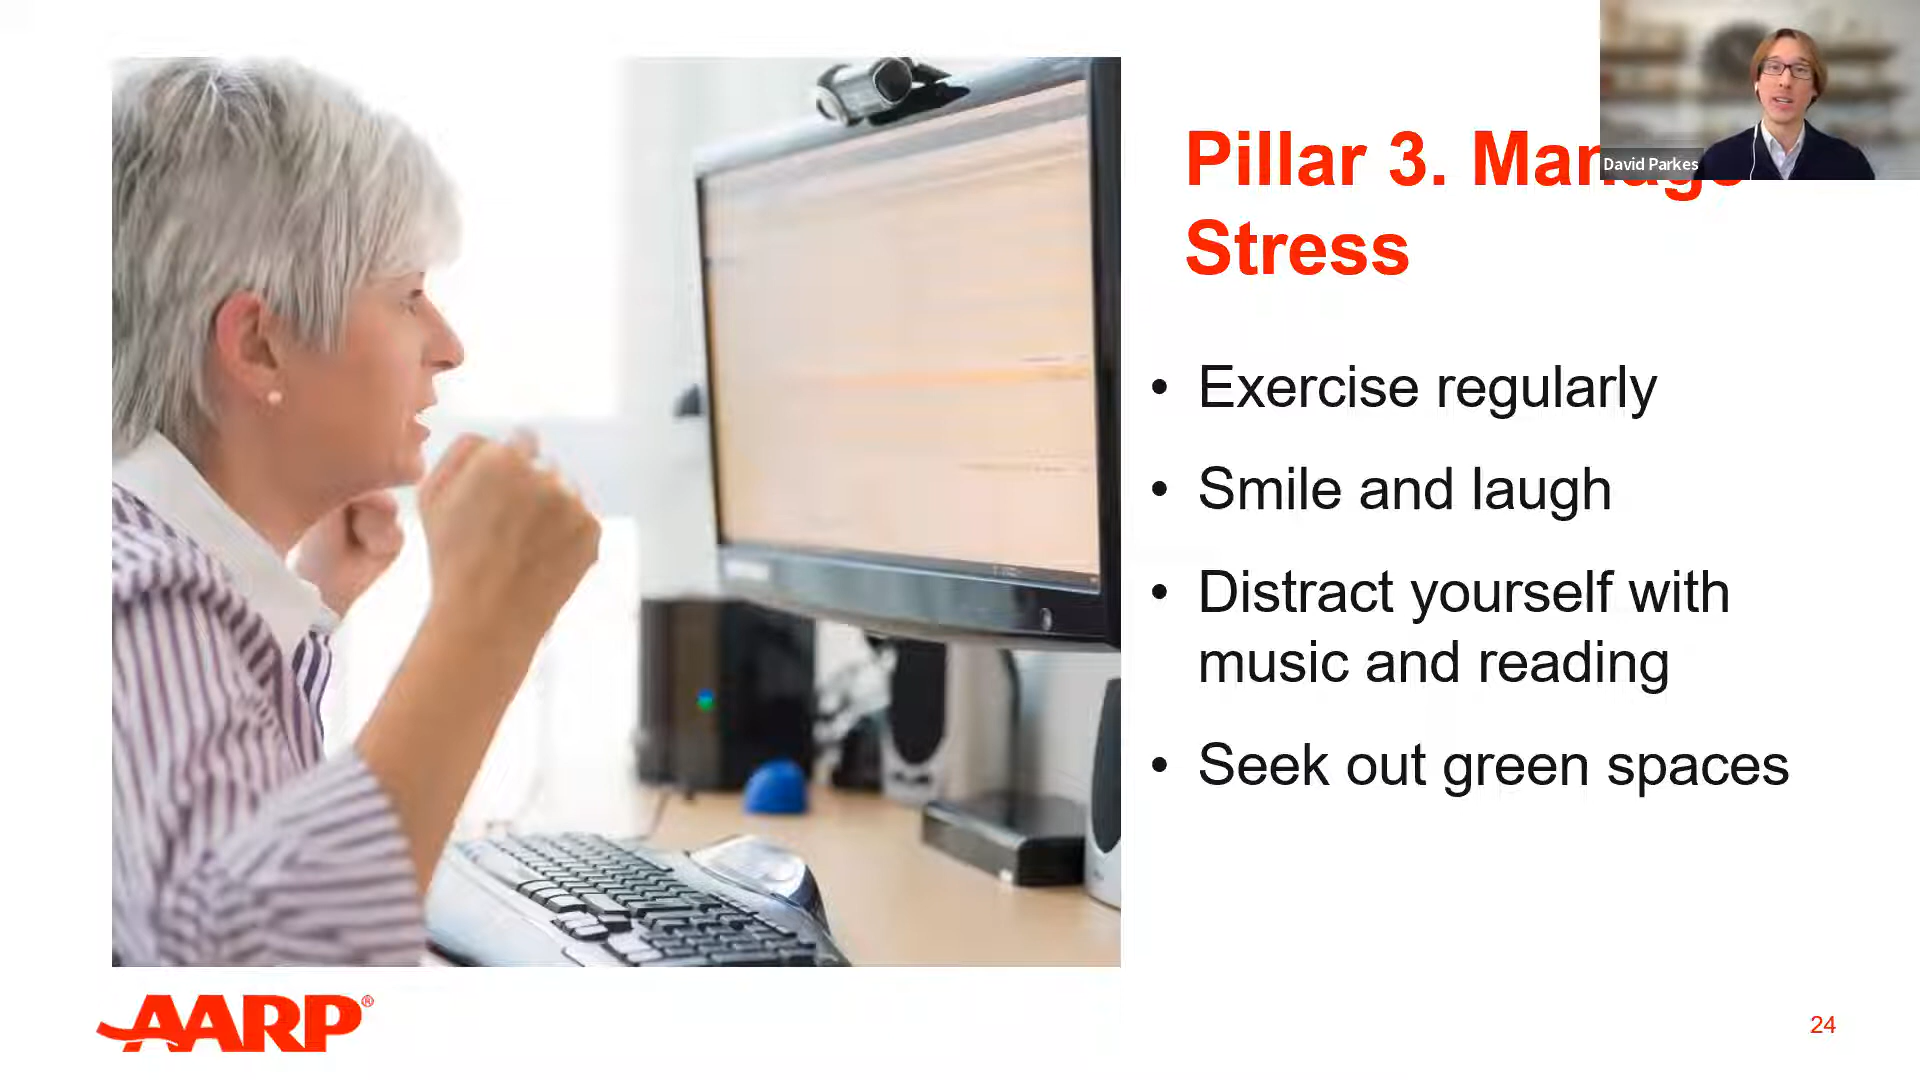 Pillar 3. Manage
Stress
David Parkes
• Exercise regularly
• Smile and laugh
• Distract yourself with
music and reading
• Seek out green spaces
AARP®
24